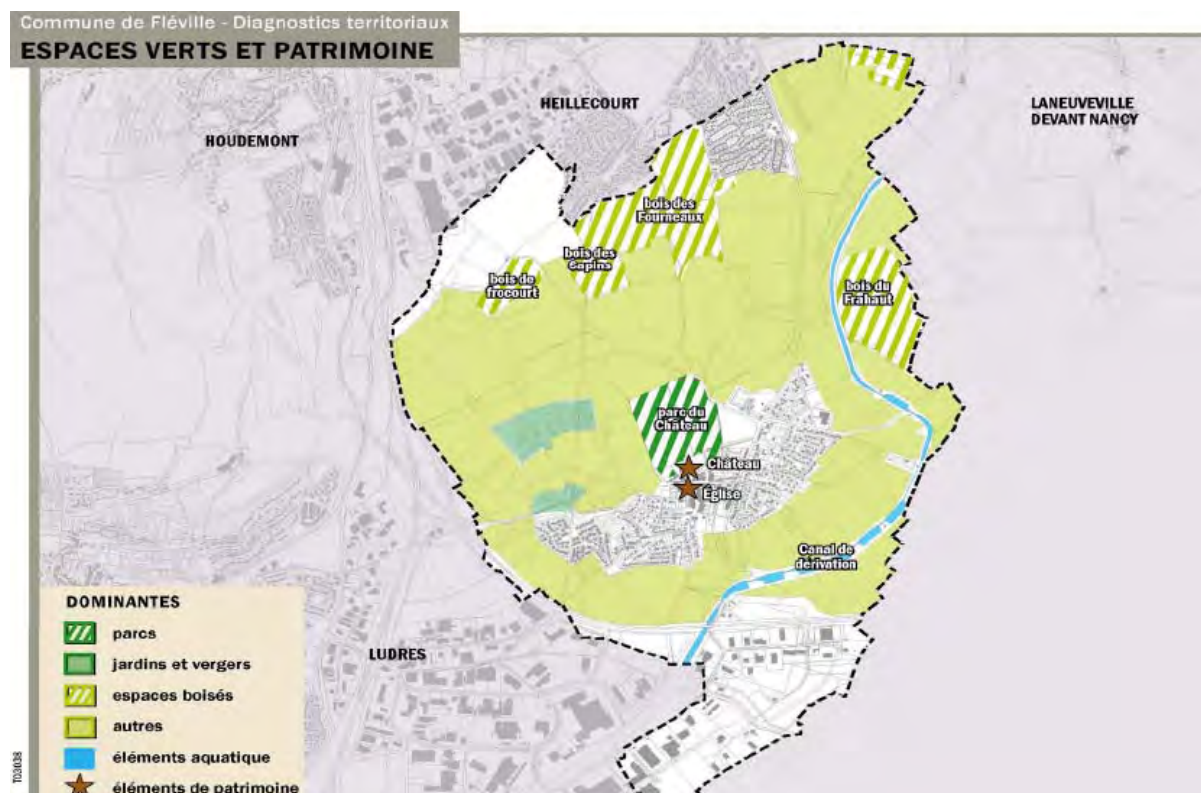 Commune de Fléville - Diagnostics territoriaux
ESPACES VERTS ET PATRIMOINE
HEILLECOURT
LANEUVEVILLE
DEVANT NANCY
HOUDEMONT
bois des
Fourneaux
bois des
Sapins
bois de
frocourt
bois du
Frahaut
parc du
Château
Château
Église
Canal de
dérivation
LUDRES
DOMINANTES
parcs
jardins et vergers
espaces boisés
autres
éléments aquatique
éléments de patrimoine
T03038